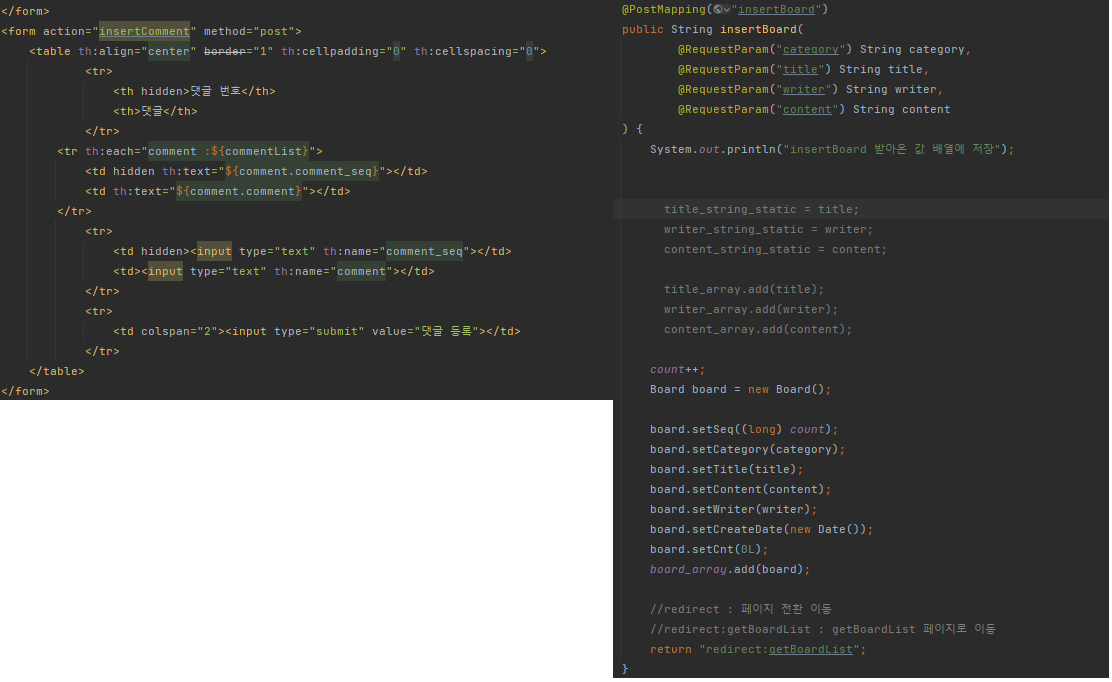 </form>
<form action="insertComment" method="post">
<table th:align="center" border="1" th:cellpadding="0" th:cellspacing="0">
<tr>
<th hidden>댓글 번호</th>
<th>댓글</th>
</tr>
<tr th:each="comment :${commentList}">
<td hidden th:text="${comment.comment_seq}"></td>
<td th:text="${comment.comment}"></td>
</tr>
<tr>
<td hidden><input type="text" th:name="comment_seq"></td>
<td><input type="text" th:name="comment"></td>
</tr>
<tr>
<td colspan="2"><input type="submit" value="댓글 등록"></td>
</tr>
</table>
</form>
@PostMapping("insertBoard")
public String insertBoard(
@RequestParam("category") String category,
@RequestParam("title") String title,
@RequestParam("writer") String writer,
@RequestParam("content") String content
) {
System.out.println("insertBoard 받아온 값 배열에 저장");
title_string_static = title;
writer_string_static = writer;
content_string_static = content;
title_array.add(title);
writer_array.add(writer);
content_array.add(content);
count++;
Board board = new Board();
board.setSeq((long) count);
board.setCategory(category);
board.setTitle(title);
board.setContent(content);
board.setWriter(writer);
board.setCreateDate(new Date());
board.setCnt(0L);
board_array.add(board);
//redirect : 페이지 전환 이동
//redirect:getBoardList : getBoardList 페이지로 이동
return "redirect:getBoardList";
}